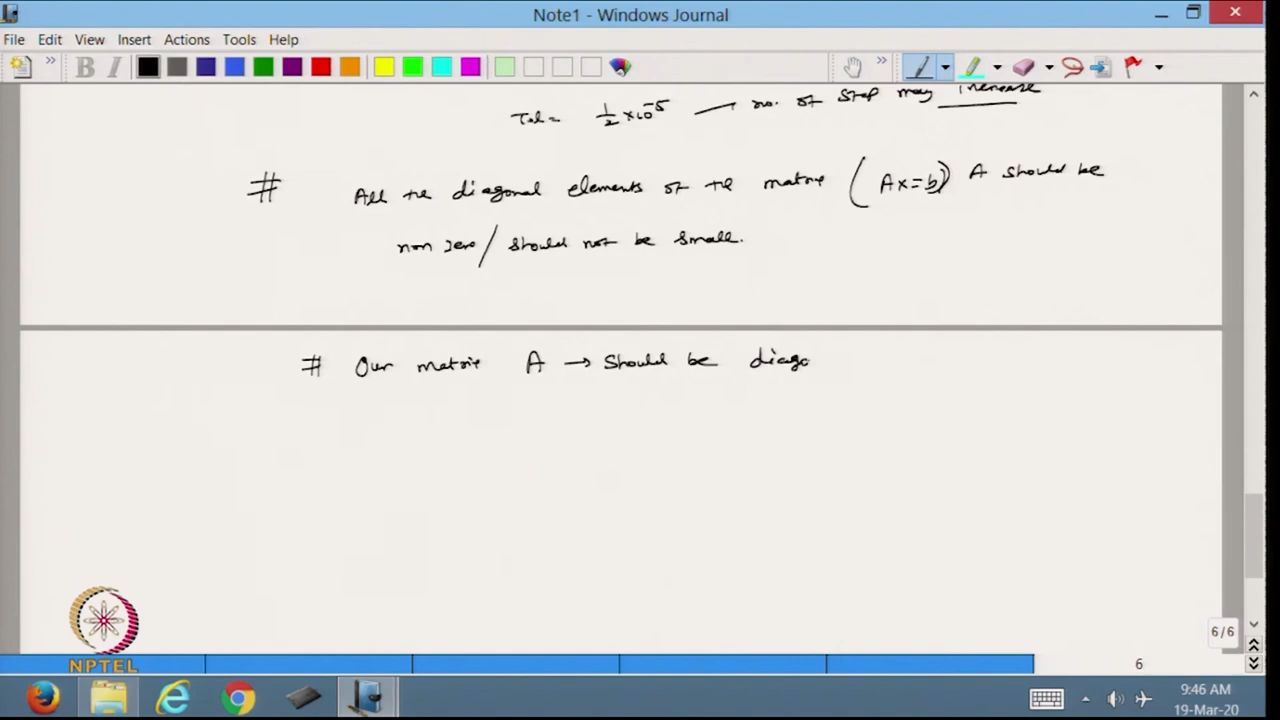 Note1 - Windows Journal
File Edit View Insert Actions Tools Help
Tol = 1/2 × 10^-5 → no. of step may increase
# All the diagonal elements of the matrix (Ax = b) A should be
non zero / should not be small.
# Our matrix A → should be diago
6/6
NPTEL
6
9:46 AM
19-Mar-20